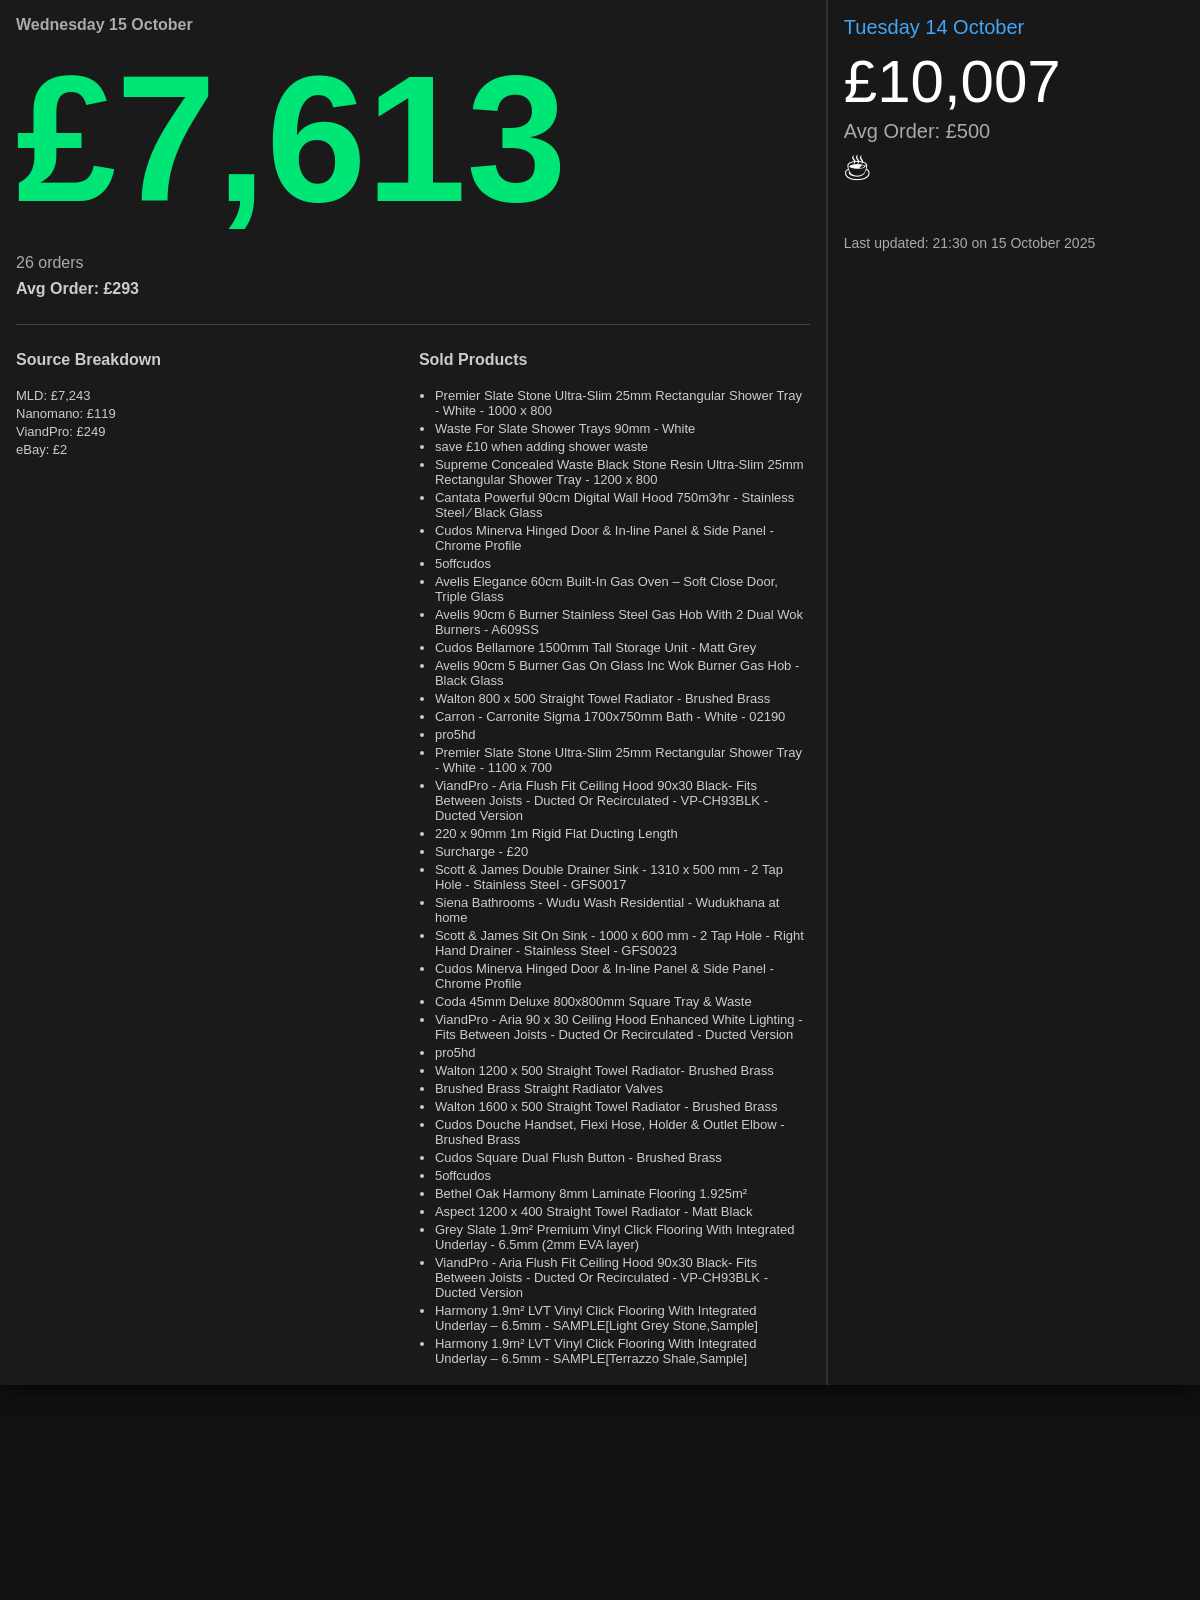 Wednesday 15 October
£7,613
26 orders
Avg Order: £293
Source Breakdown
MLD: £7,243
Nanomano: £119
ViandPro: £249
eBay: £2
Sold Products
Premier Slate Stone Ultra-Slim 25mm Rectangular Shower Tray
- White - 1000 x 800
Waste For Slate Shower Trays 90mm - White
save £10 when adding shower waste
Supreme Concealed Waste Black Stone Resin Ultra-Slim 25mm
Rectangular Shower Tray - 1200 x 800
Cantata Powerful 90cm Digital Wall Hood 750m3⁄hr - Stainless
Steel ⁄ Black Glass
Cudos Minerva Hinged Door & In-line Panel & Side Panel -
Chrome Profile
5offcudos
Avelis Elegance 60cm Built-In Gas Oven – Soft Close Door,
Triple Glass
Avelis 90cm 6 Burner Stainless Steel Gas Hob With 2 Dual Wok
Burners - A609SS
Cudos Bellamore 1500mm Tall Storage Unit - Matt Grey
Avelis 90cm 5 Burner Gas On Glass Inc Wok Burner Gas Hob -
Black Glass
Walton 800 x 500 Straight Towel Radiator - Brushed Brass
Carron - Carronite Sigma 1700x750mm Bath - White - 02190
pro5hd
Premier Slate Stone Ultra-Slim 25mm Rectangular Shower Tray
- White - 1100 x 700
ViandPro - Aria Flush Fit Ceiling Hood 90x30 Black- Fits
Between Joists - Ducted Or Recirculated - VP-CH93BLK -
Ducted Version
220 x 90mm 1m Rigid Flat Ducting Length
Surcharge - £20
Scott & James Double Drainer Sink - 1310 x 500 mm - 2 Tap
Hole - Stainless Steel - GFS0017
Siena Bathrooms - Wudu Wash Residential - Wudukhana at
home
Scott & James Sit On Sink - 1000 x 600 mm - 2 Tap Hole - Right
Hand Drainer - Stainless Steel - GFS0023
Cudos Minerva Hinged Door & In-line Panel & Side Panel -
Chrome Profile
Coda 45mm Deluxe 800x800mm Square Tray & Waste
ViandPro - Aria 90 x 30 Ceiling Hood Enhanced White Lighting -
Fits Between Joists - Ducted Or Recirculated - Ducted Version
pro5hd
Walton 1200 x 500 Straight Towel Radiator- Brushed Brass
Brushed Brass Straight Radiator Valves
Walton 1600 x 500 Straight Towel Radiator - Brushed Brass
Cudos Douche Handset, Flexi Hose, Holder & Outlet Elbow -
Brushed Brass
Cudos Square Dual Flush Button - Brushed Brass
5offcudos
Bethel Oak Harmony 8mm Laminate Flooring 1.925m²
Aspect 1200 x 400 Straight Towel Radiator - Matt Black
Grey Slate 1.9m² Premium Vinyl Click Flooring With Integrated
Underlay - 6.5mm (2mm EVA layer)
ViandPro - Aria Flush Fit Ceiling Hood 90x30 Black- Fits
Between Joists - Ducted Or Recirculated - VP-CH93BLK -
Ducted Version
Harmony 1.9m² LVT Vinyl Click Flooring With Integrated
Underlay – 6.5mm - SAMPLE[Light Grey Stone,Sample]
Harmony 1.9m² LVT Vinyl Click Flooring With Integrated
Underlay – 6.5mm - SAMPLE[Terrazzo Shale,Sample]
Tuesday 14 October
£10,007
Avg Order: £500
Last updated: 21:30 on 15 October 2025